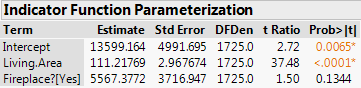 Indicator Function Parameterization
Term Estimate Std Error DFDen t Ratio Prob>|t|
Intercept 13599.164 4991.695 1725.0 2.72 0.0065*
Living.Area 111.21769 2.967674 1725.0 37.48 <.0001*
Fireplace?[Yes] 5567.3772 3716.947 1725.0 1.50 0.1344